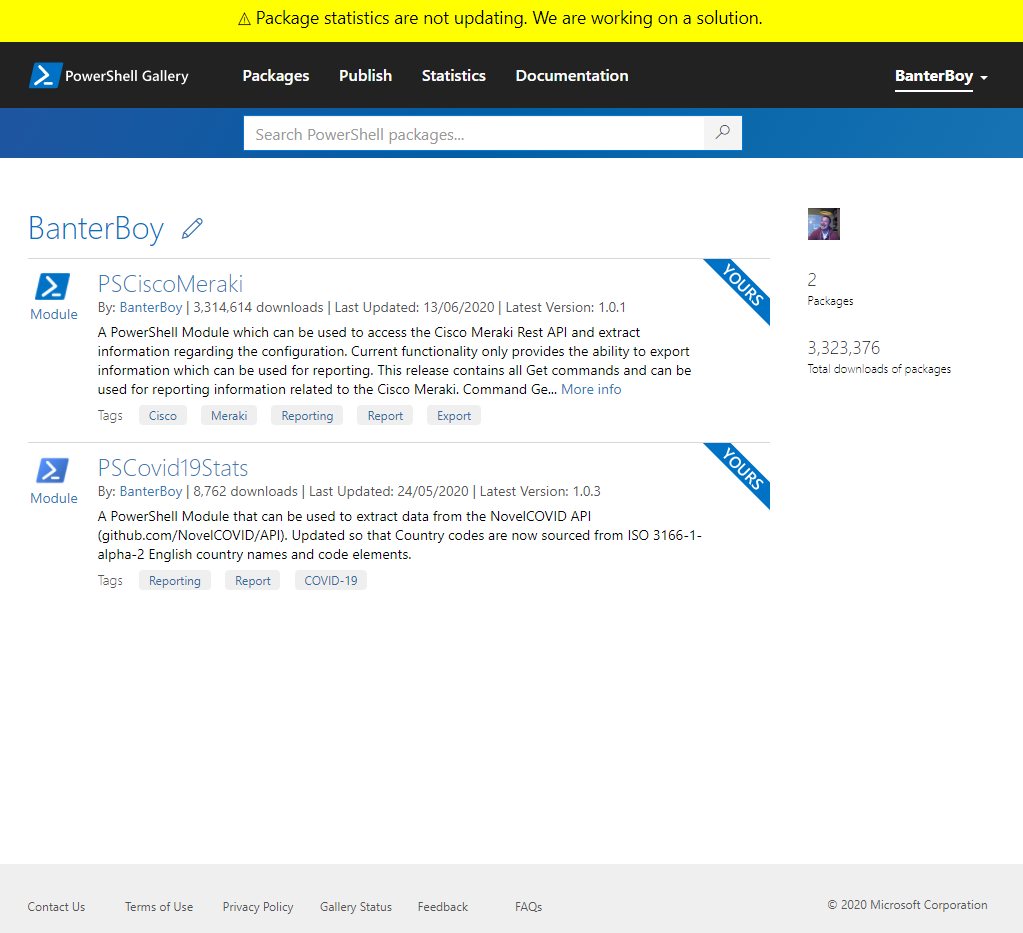 ⚠ Package statistics are not updating. We are working on a solution.
PowerShell Gallery Packages Publish Statistics Documentation BanterBoy
Search PowerShell packages...
BanterBoy
PSCiscoMeraki
YOURS
Module
By: BanterBoy | 3,314,614 downloads | Last Updated: 13/06/2020 | Latest Version: 1.0.1
A PowerShell Module which can be used to access the Cisco Meraki Rest API and extract
information regarding the configuration. Current functionality only provides the ability to export
information which can be used for reporting. This release contains all Get commands and can be
used for reporting information related to the Cisco Meraki. Command Ge... More info
Tags Cisco Meraki Reporting Report Export
PSCovid19Stats
YOURS
Module
By: BanterBoy | 8,762 downloads | Last Updated: 24/05/2020 | Latest Version: 1.0.3
A PowerShell Module that can be used to extract data from the NovelCOVID API
(github.com/NovelCOVID/API). Updated so that Country codes are now sourced from ISO 3166-1-
alpha-2 English country names and code elements.
Tags Reporting Report COVID-19
2
Packages
3,323,376
Total downloads of packages
Contact Us Terms of Use Privacy Policy Gallery Status Feedback FAQs © 2020 Microsoft Corporation